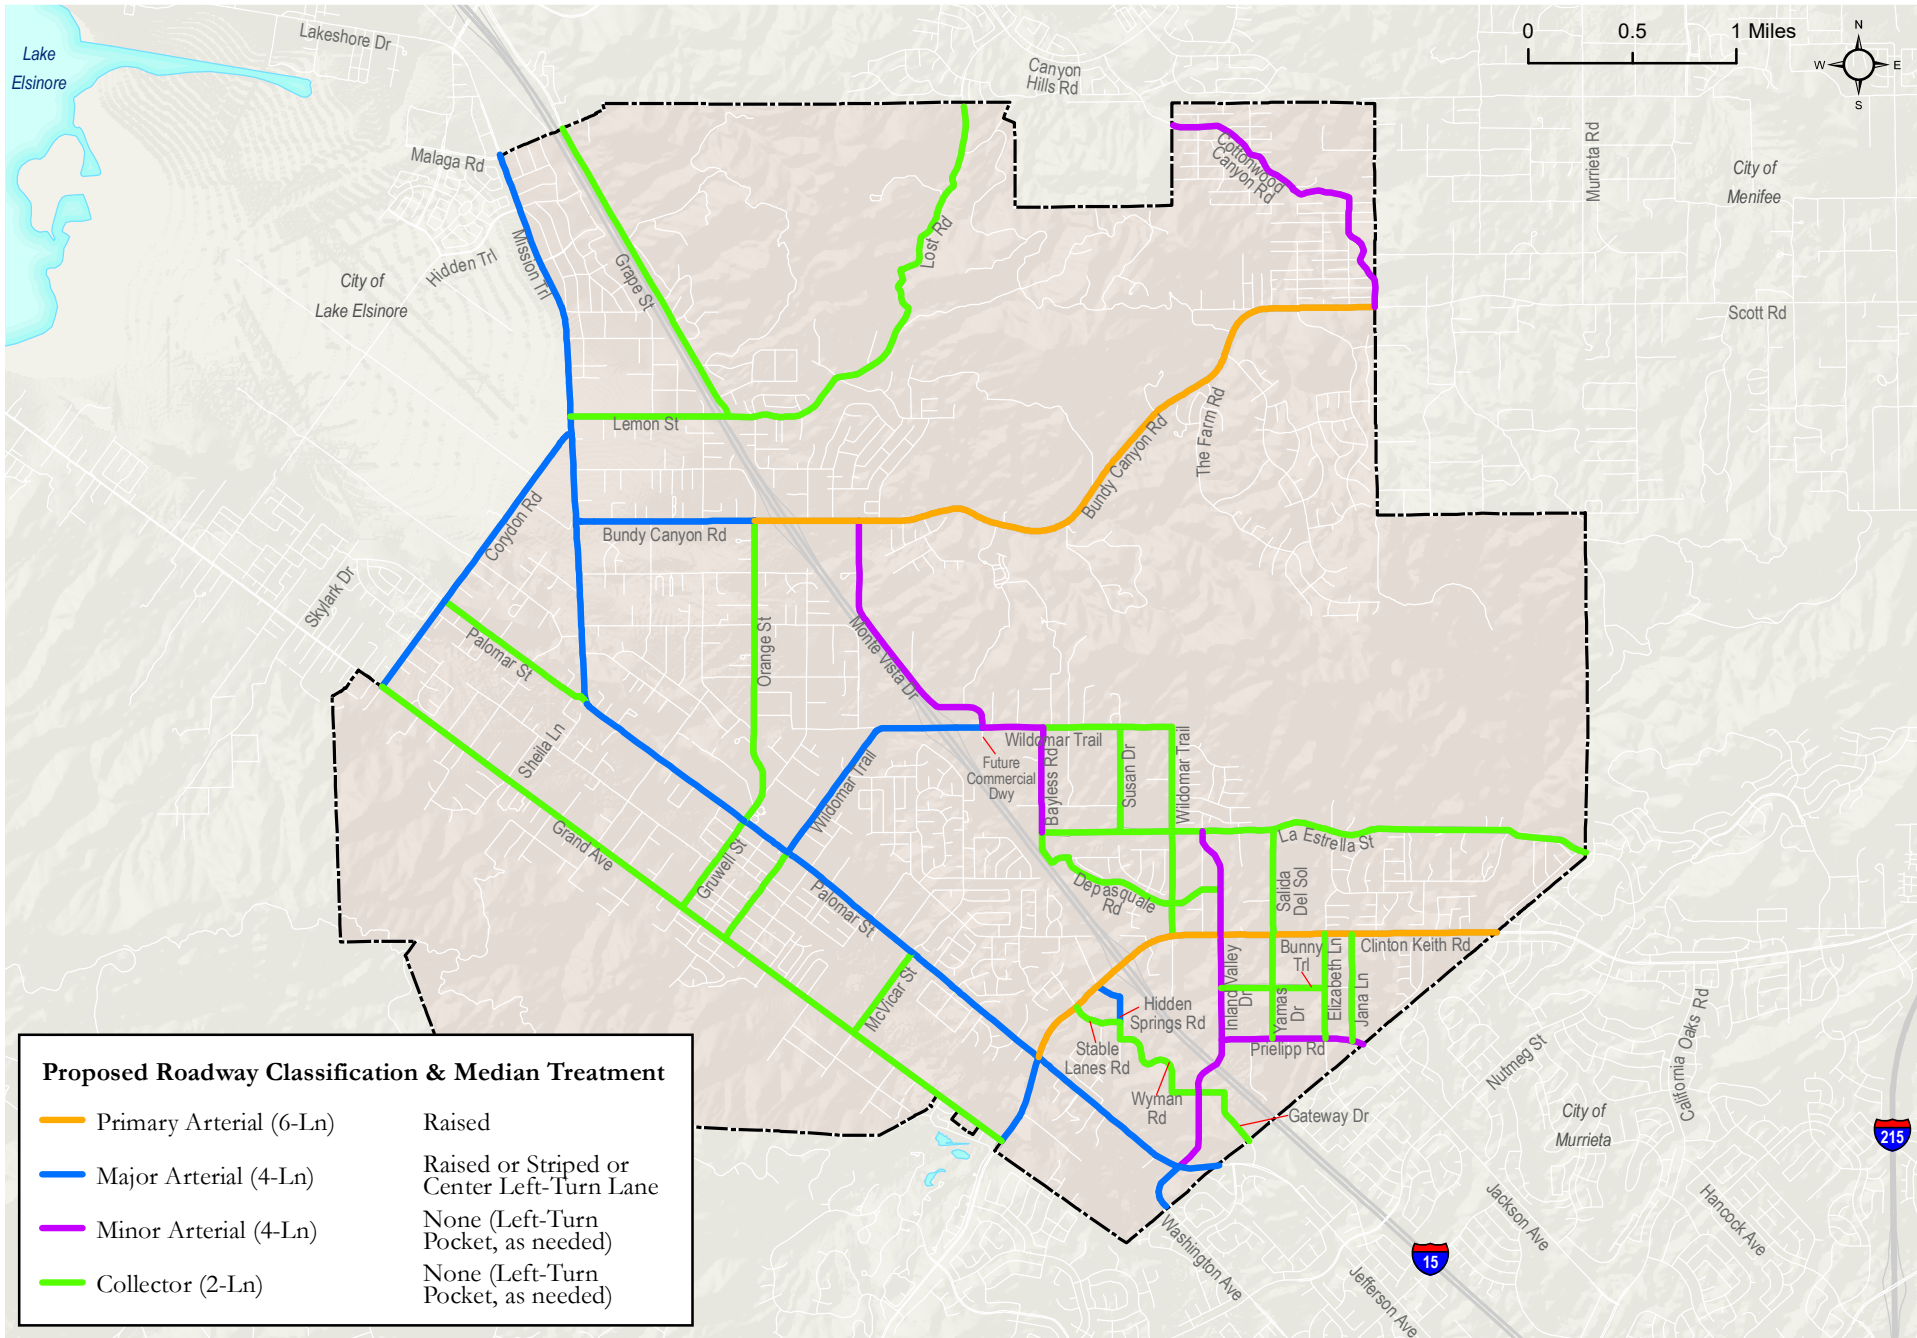 Lake
Elsinore
Lakeshore Dr
Canyon
Hills Rd
0 0.5 1 Miles
N
W E
S
Malaga Rd
Cottonwood
Canyon Rd
Murrieta Rd
City of
Menifee
Mission Trl
Hidden Trl
City of
Lake Elsinore
Grape St
Lost Rd
Scott Rd
Lemon St
The Farm Rd
Bundy Canyon Rd
Corydon Rd
Bundy Canyon Rd
Skylark Dr
Palomar St
Orange St
Monte Vista Dr
Sheila Ln
Wildomar Trail
Wildomar Trail
Future
Commercial
Dwy
Bayless Rd
Susan Dr
Wildomar Trail
Grand Ave
Gruwell St
La Estrella St
Palomar St
Depasquale
Rd
Salida
Del Sol
McVicar St
Inland Valley
Dr
Bunny
Trl
Elizabeth Ln
Clinton Keith Rd
Yamas
Dr
Jana Ln
Hidden
Springs Rd
Stable
Lanes Rd
Prielipp Rd
Wyman
Rd
Gateway Dr
Nutmeg St
California Oaks Rd
City of
Murrieta
215
15
Washington Ave
Jackson Ave
Hancock Ave
Jefferson Ave
Proposed Roadway Classification & Median Treatment
Primary Arterial (6-Ln) Raised
Major Arterial (4-Ln) Raised or Striped or
Center Left-Turn Lane
Minor Arterial (4-Ln) None (Left-Turn
Pocket, as needed)
Collector (2-Ln) None (Left-Turn
Pocket, as needed)